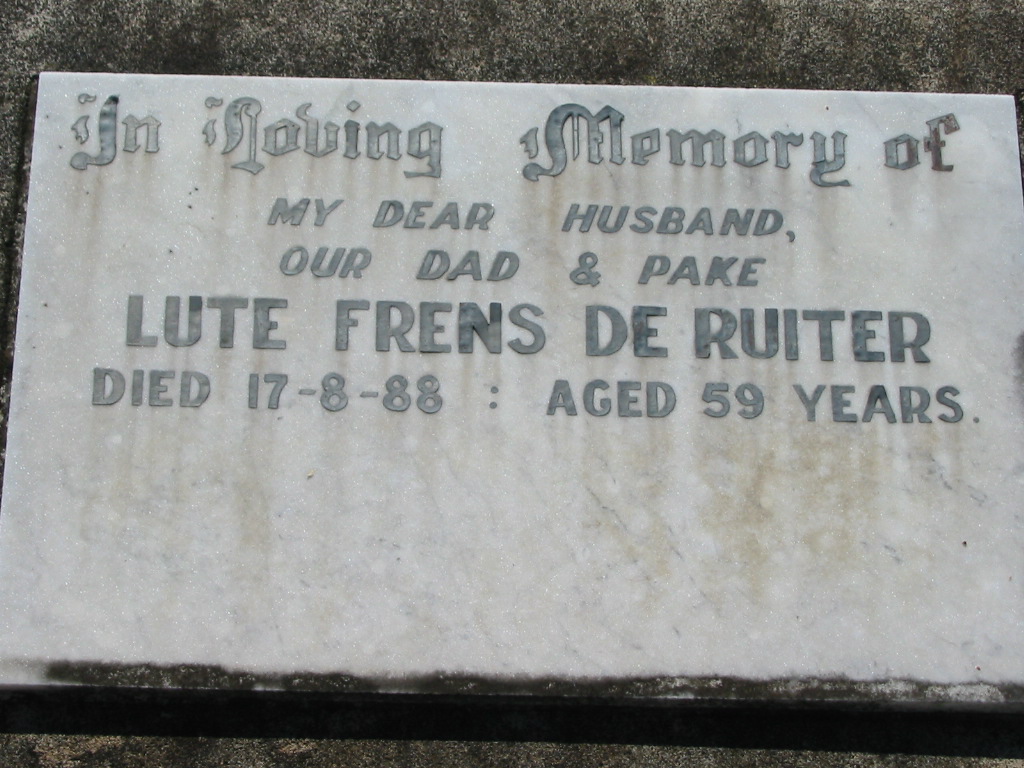 In Loving Memory of
MY DEAR HUSBAND,
OUR DAD & PAKE
LUTE FRENS DE RUITER
DIED 17-8-88 : AGED 59 YEARS.